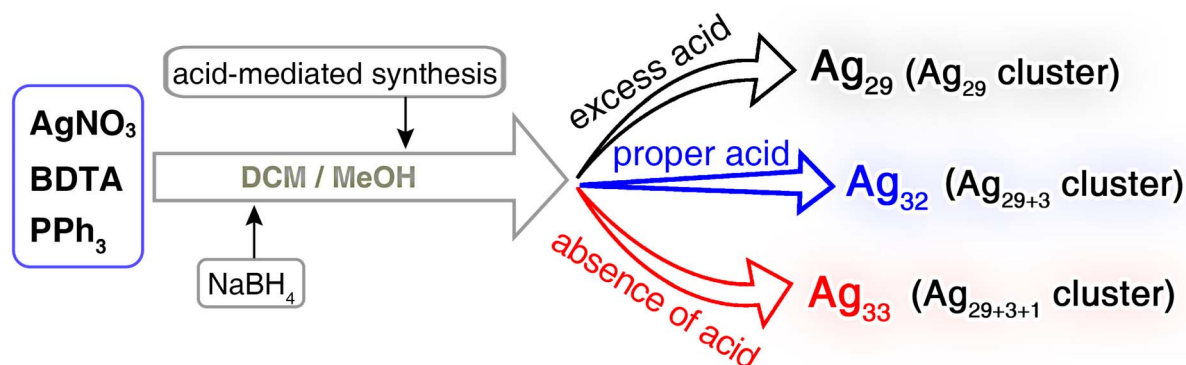 AgNO₃
BDTA
PPh₃
acid-mediated synthesis
DCM / MeOH
NaBH₄
excess acid
Ag₂₉ (Ag₂₉ cluster)
proper acid
Ag₃₂ (Ag₂₉₊₃ cluster)
absence of acid
Ag₃₃ (Ag₂₉₊₃₊₁ cluster)